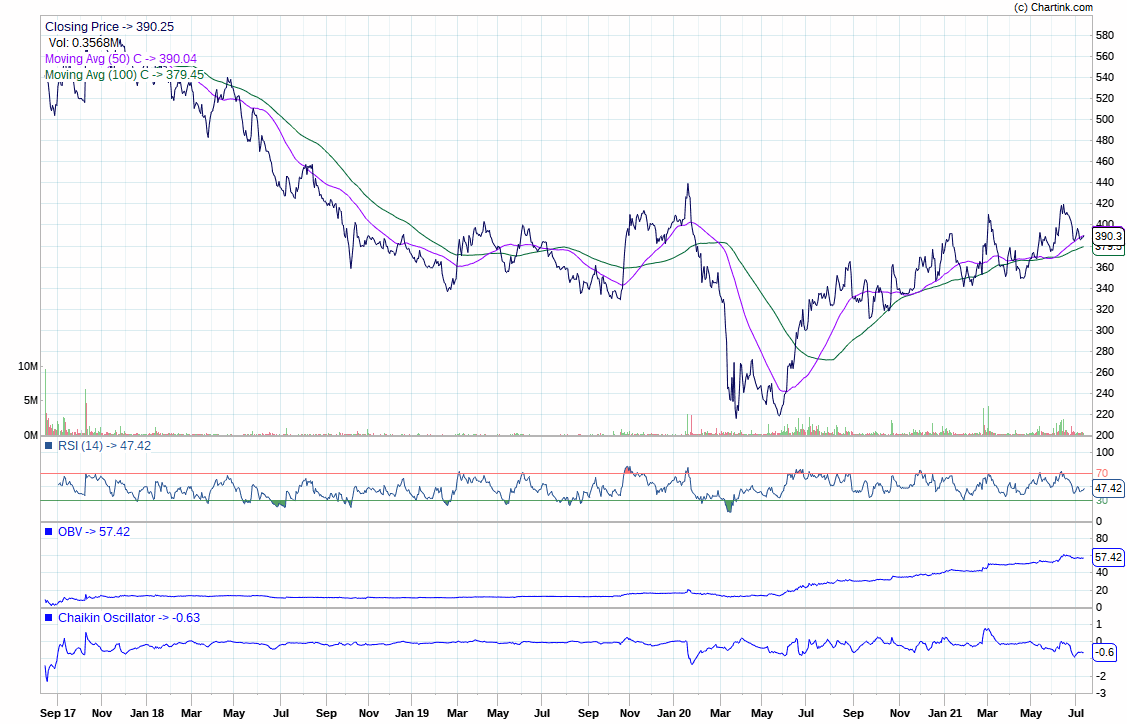 (c) Chartink.com
Closing Price -> 390.25
Vol: 0.3568M
Moving Avg (50) C -> 390.04
Moving Avg (100) C -> 379.45
580
560
540
520
500
480
460
440
420
400
390.3
360
340
320
300
280
260
240
220
200
10M
5M
0M
RSI (14) -> 47.42
100
70
47.42
30
0
OBV -> 57.42
80
57.42
40
20
0
Chaikin Oscillator -> -0.63
1
0
-0.6
-2
-3
Sep 17 Nov Jan 18 Mar May Jul Sep Nov Jan 19 Mar May Jul Sep Nov Jan 20 Mar May Jul Sep Nov Jan 21 Mar May Jul